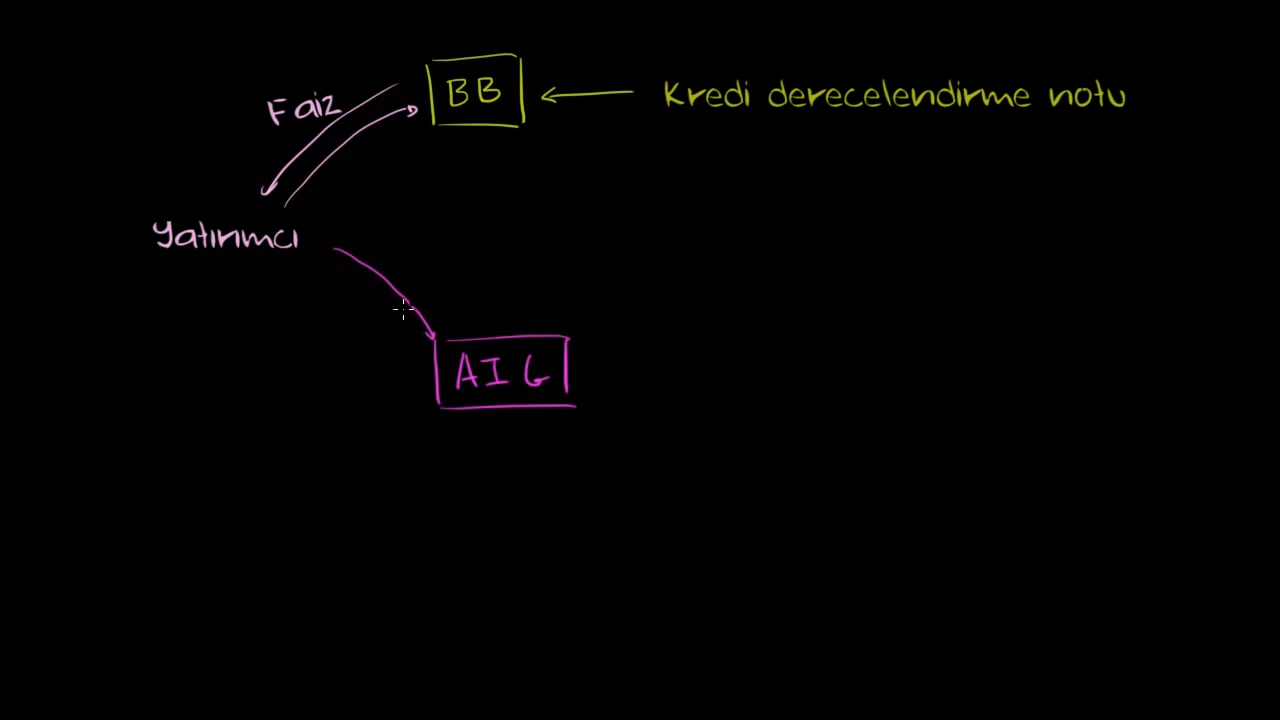 BB
Kredi derecelendirme notu
Faiz
Yatırımcı
AIG